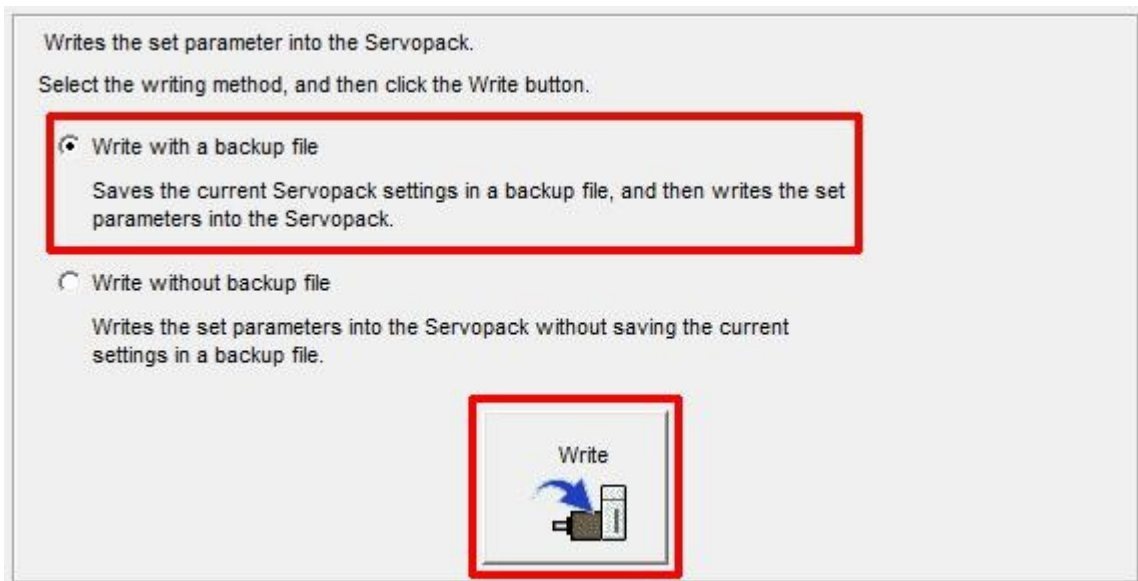 Writes the set parameter into the Servopack.
Select the writing method, and then click the Write button.
Write with a backup file
Saves the current Servopack settings in a backup file, and then writes the set
parameters into the Servopack.
Write without backup file
Writes the set parameters into the Servopack without saving the current
settings in a backup file.
Write